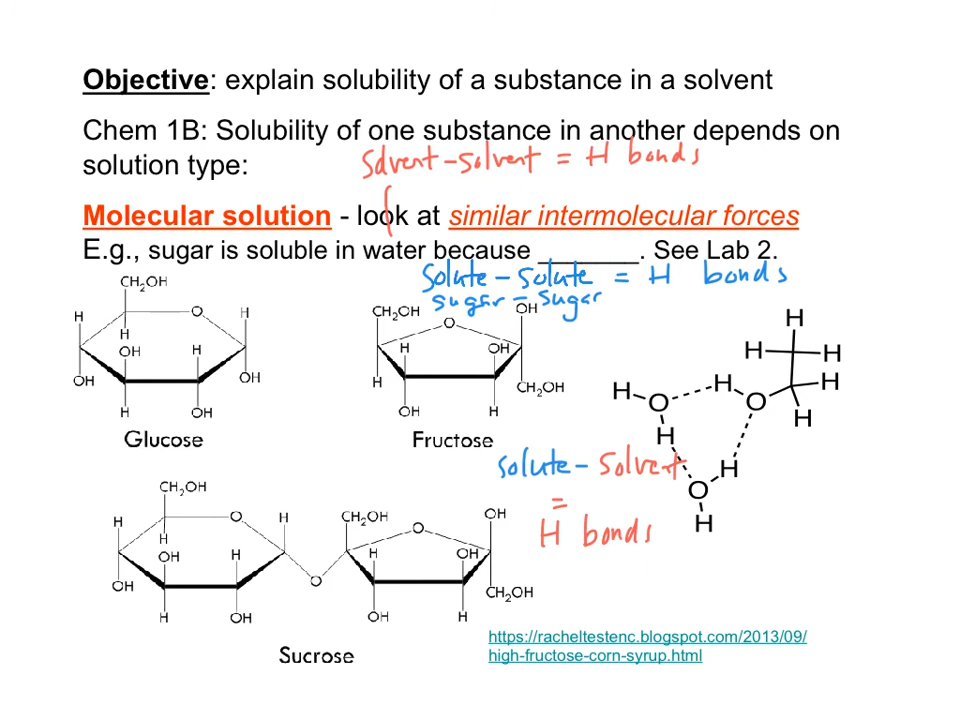 Objective: explain solubility of a substance in a solvent
Chem 1B: Solubility of one substance in another depends on
solution type:
Solvent-solvent = H bonds
Molecular solution - look at similar intermolecular forces
E.g., sugar is soluble in water because _______. See Lab 2.
solute-solute = H bonds
sugar-sugar
CH₂OH
H
O
H
H
OH
H
OH
OH
H
OH
Glucose
CH₂OH
O
OH
H
OH
H
CH₂OH
OH
H
Fructose
H
H
H
H
H
H
O
H
O
H
H
H
O
H
solute-solvent
=
H bonds
CH₂OH
H
O
H
H
OH
H
OH
H
OH
O
CH₂OH
O
OH
H
OH
CH₂OH
OH
H
Sucrose
https://racheltestenc.blogspot.com/2013/09/
high-fructose-corn-syrup.html